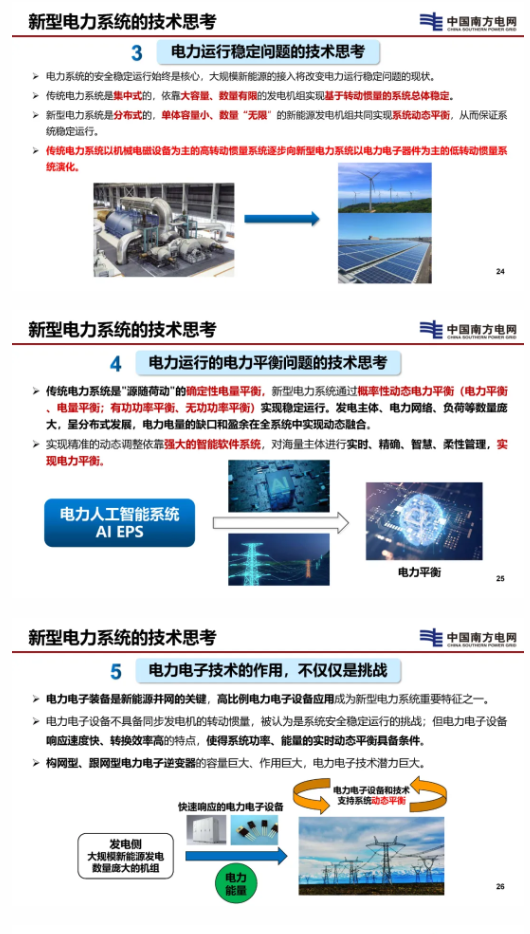 新型电力系统的技术思考
中国南方电网
CHINA SOUTHERN POWER GRID
3 电力运行稳定问题的技术思考
➢ 电力系统的安全稳定运行始终是核心，大规模新能源的接入将改变电力运行稳定问题的现状。
➢ 传统电力系统是集中式的，依靠大容量、数量有限的发电机组实现基于转动惯量的系统总体稳定。
➢ 新型电力系统是分布式的，单体容量小、数量“无限”的新能源发电机组共同实现系统动态平衡，从而保证系
统稳定运行。
➢ 传统电力系统以机械电磁设备为主的高转动惯量系统逐步向新型电力系统以电力电子器件为主的低转动惯量系
统演化。
24
新型电力系统的技术思考
中国南方电网
CHINA SOUTHERN POWER GRID
4 电力运行的电力平衡问题的技术思考
➢ 传统电力系统是"源随荷动"的确定性电量平衡，新型电力系统通过概率性动态电力平衡（电力平衡
、电量平衡；有功功率平衡、无功功率平衡）实现稳定运行。发电主体、电力网络、负荷等数量庞
大，呈分布式发展，电力电量的缺口和盈余在全系统中实现动态融合。
➢ 实现精准的动态调整依靠强大的智能软件系统，对海量主体进行实时、精确、智慧、柔性管理，实
现电力平衡。
电力人工智能系统
AI EPS
AI
电力平衡
25
新型电力系统的技术思考
中国南方电网
CHINA SOUTHERN POWER GRID
5 电力电子技术的作用，不仅仅是挑战
➢ 电力电子装备是新能源并网的关键，高比例电力电子设备应用成为新型电力系统重要特征之一。
➢ 电力电子设备不具备同步发电机的转动惯量，被认为是系统安全稳定运行的挑战；但电力电子设备
响应速度快、转换效率高的特点，使得系统功率、能量的实时动态平衡具备条件。
➢ 构网型、跟网型电力电子逆变器的容量巨大、作用巨大，电力电子技术潜力巨大。
电力电子设备和技术
支持系统动态平衡
快速响应的电力电子设备
发电侧
大规模新能源发电
数量庞大的机组
电力
能量
26